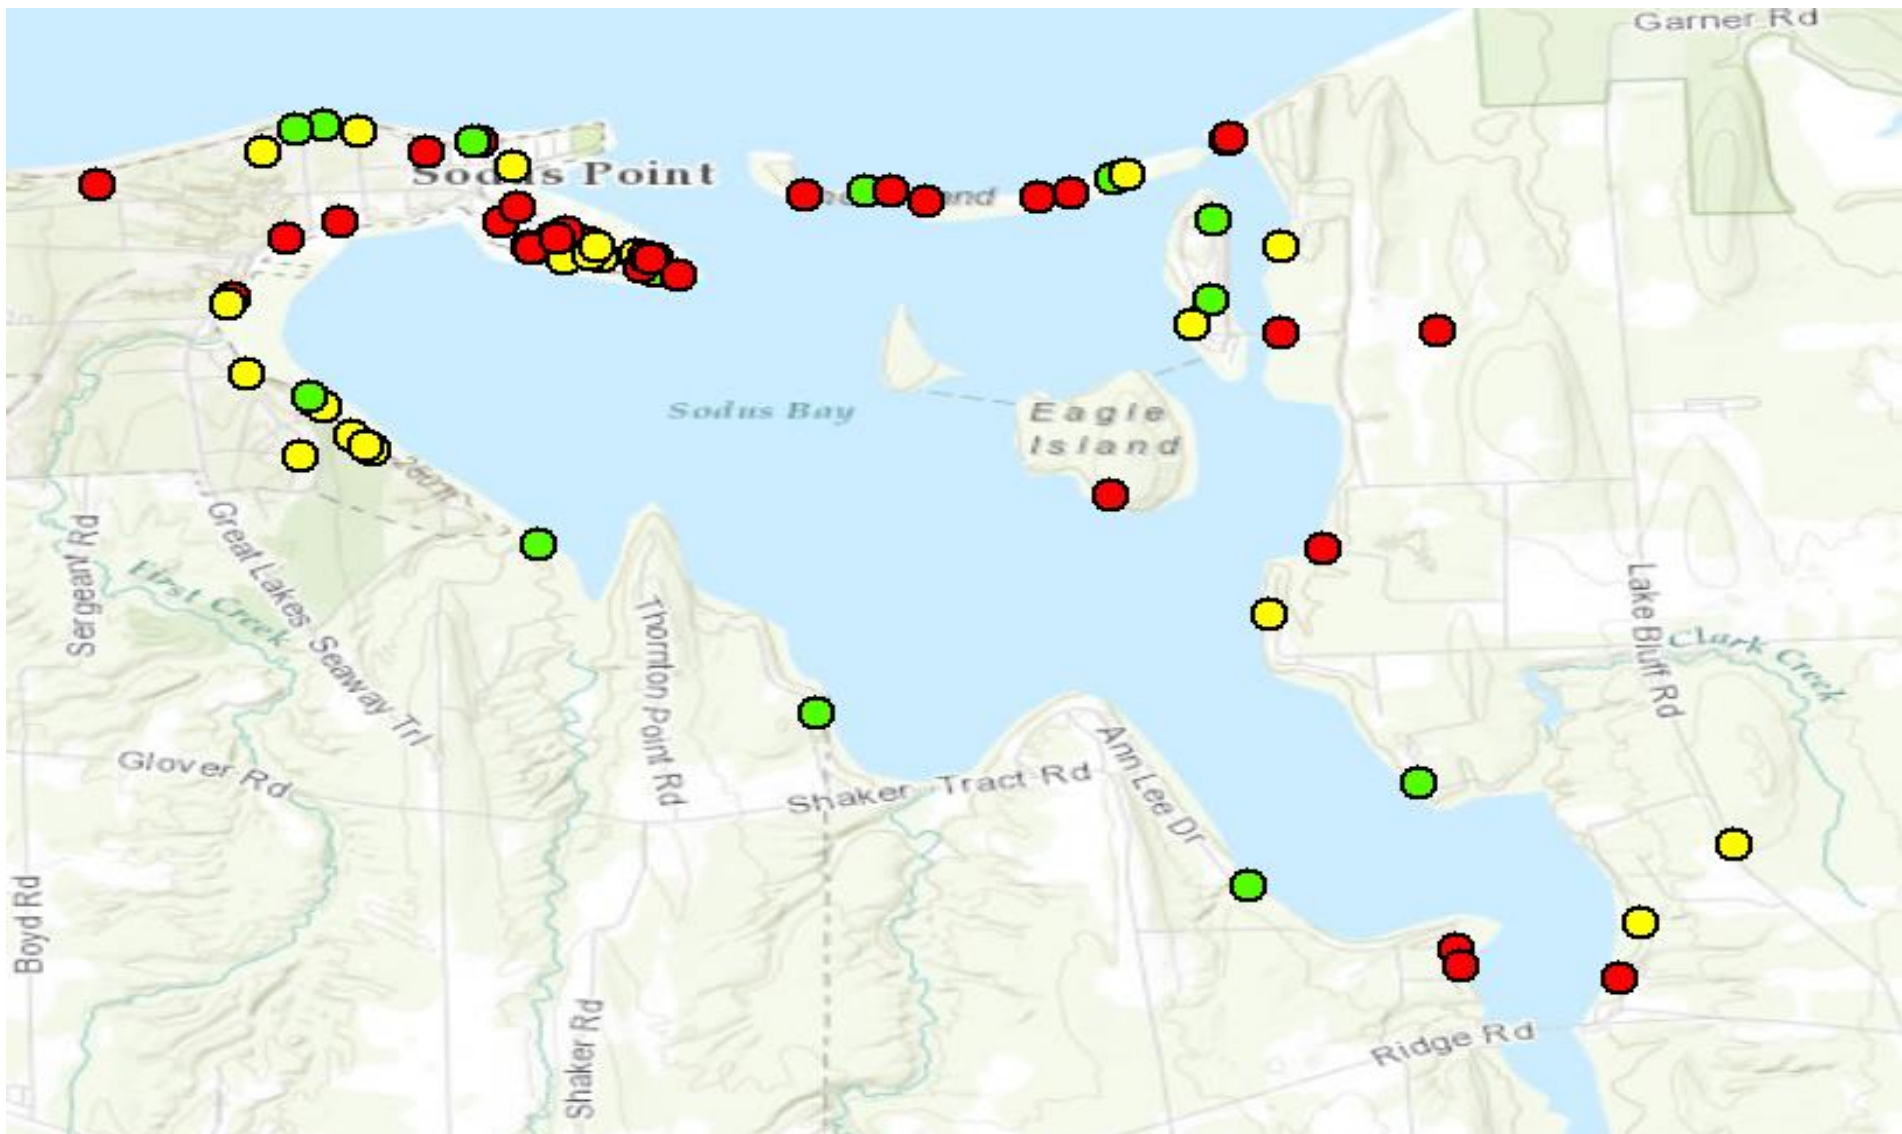 Garner Rd
Sodus Point
Sodus Bay
Eagle
Island
260 ft
Sergeant Rd
First Creek
Great Lakes Seaway Trl
Thornton Point Rd
Lake Bluff Rd
Clark Creek
Glover Rd
Shaker Tract Rd
Ann Lee Dr
Boyd Rd
Shaker Rd
Ridge Rd